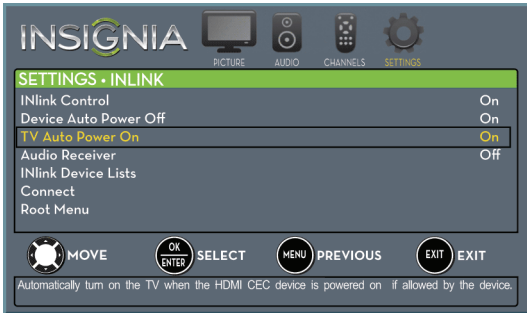 INSIGNIA
PICTURE AUDIO CHANNELS SETTINGS
SETTINGS • INLINK
INlink Control On
Device Auto Power Off On
TV Auto Power On On
Audio Receiver Off
INlink Device Lists
Connect
Root Menu
MOVE OK ENTER SELECT MENU PREVIOUS EXIT EXIT
Automatically turn on the TV when the HDMI CEC device is powered on if allowed by the device.